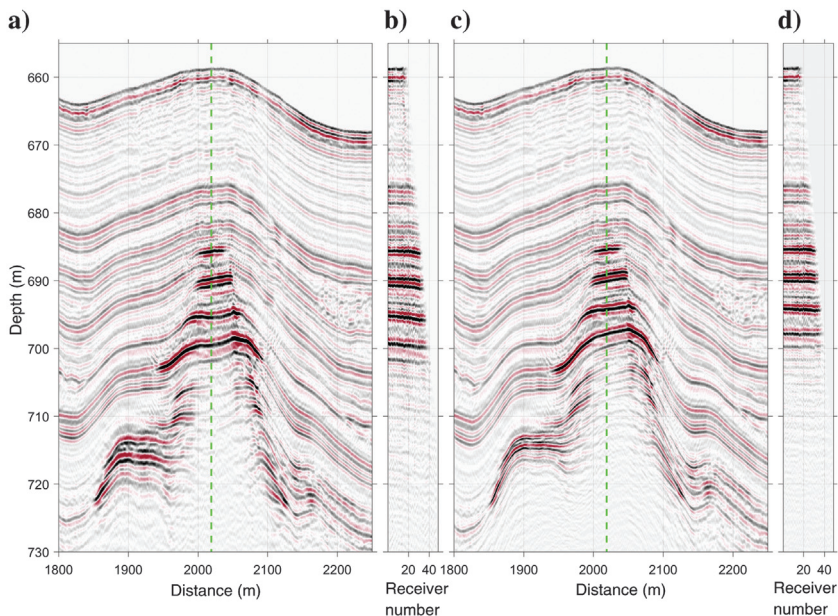 a)
b)
c)
d)
660
670
680
690
700
710
720
730
Depth (m)
1800
1900
2000
2100
2200
Distance (m)
20
40
Receiver
number
1800
1900
2000
2100
2200
Distance (m)
20
40
Receiver
number